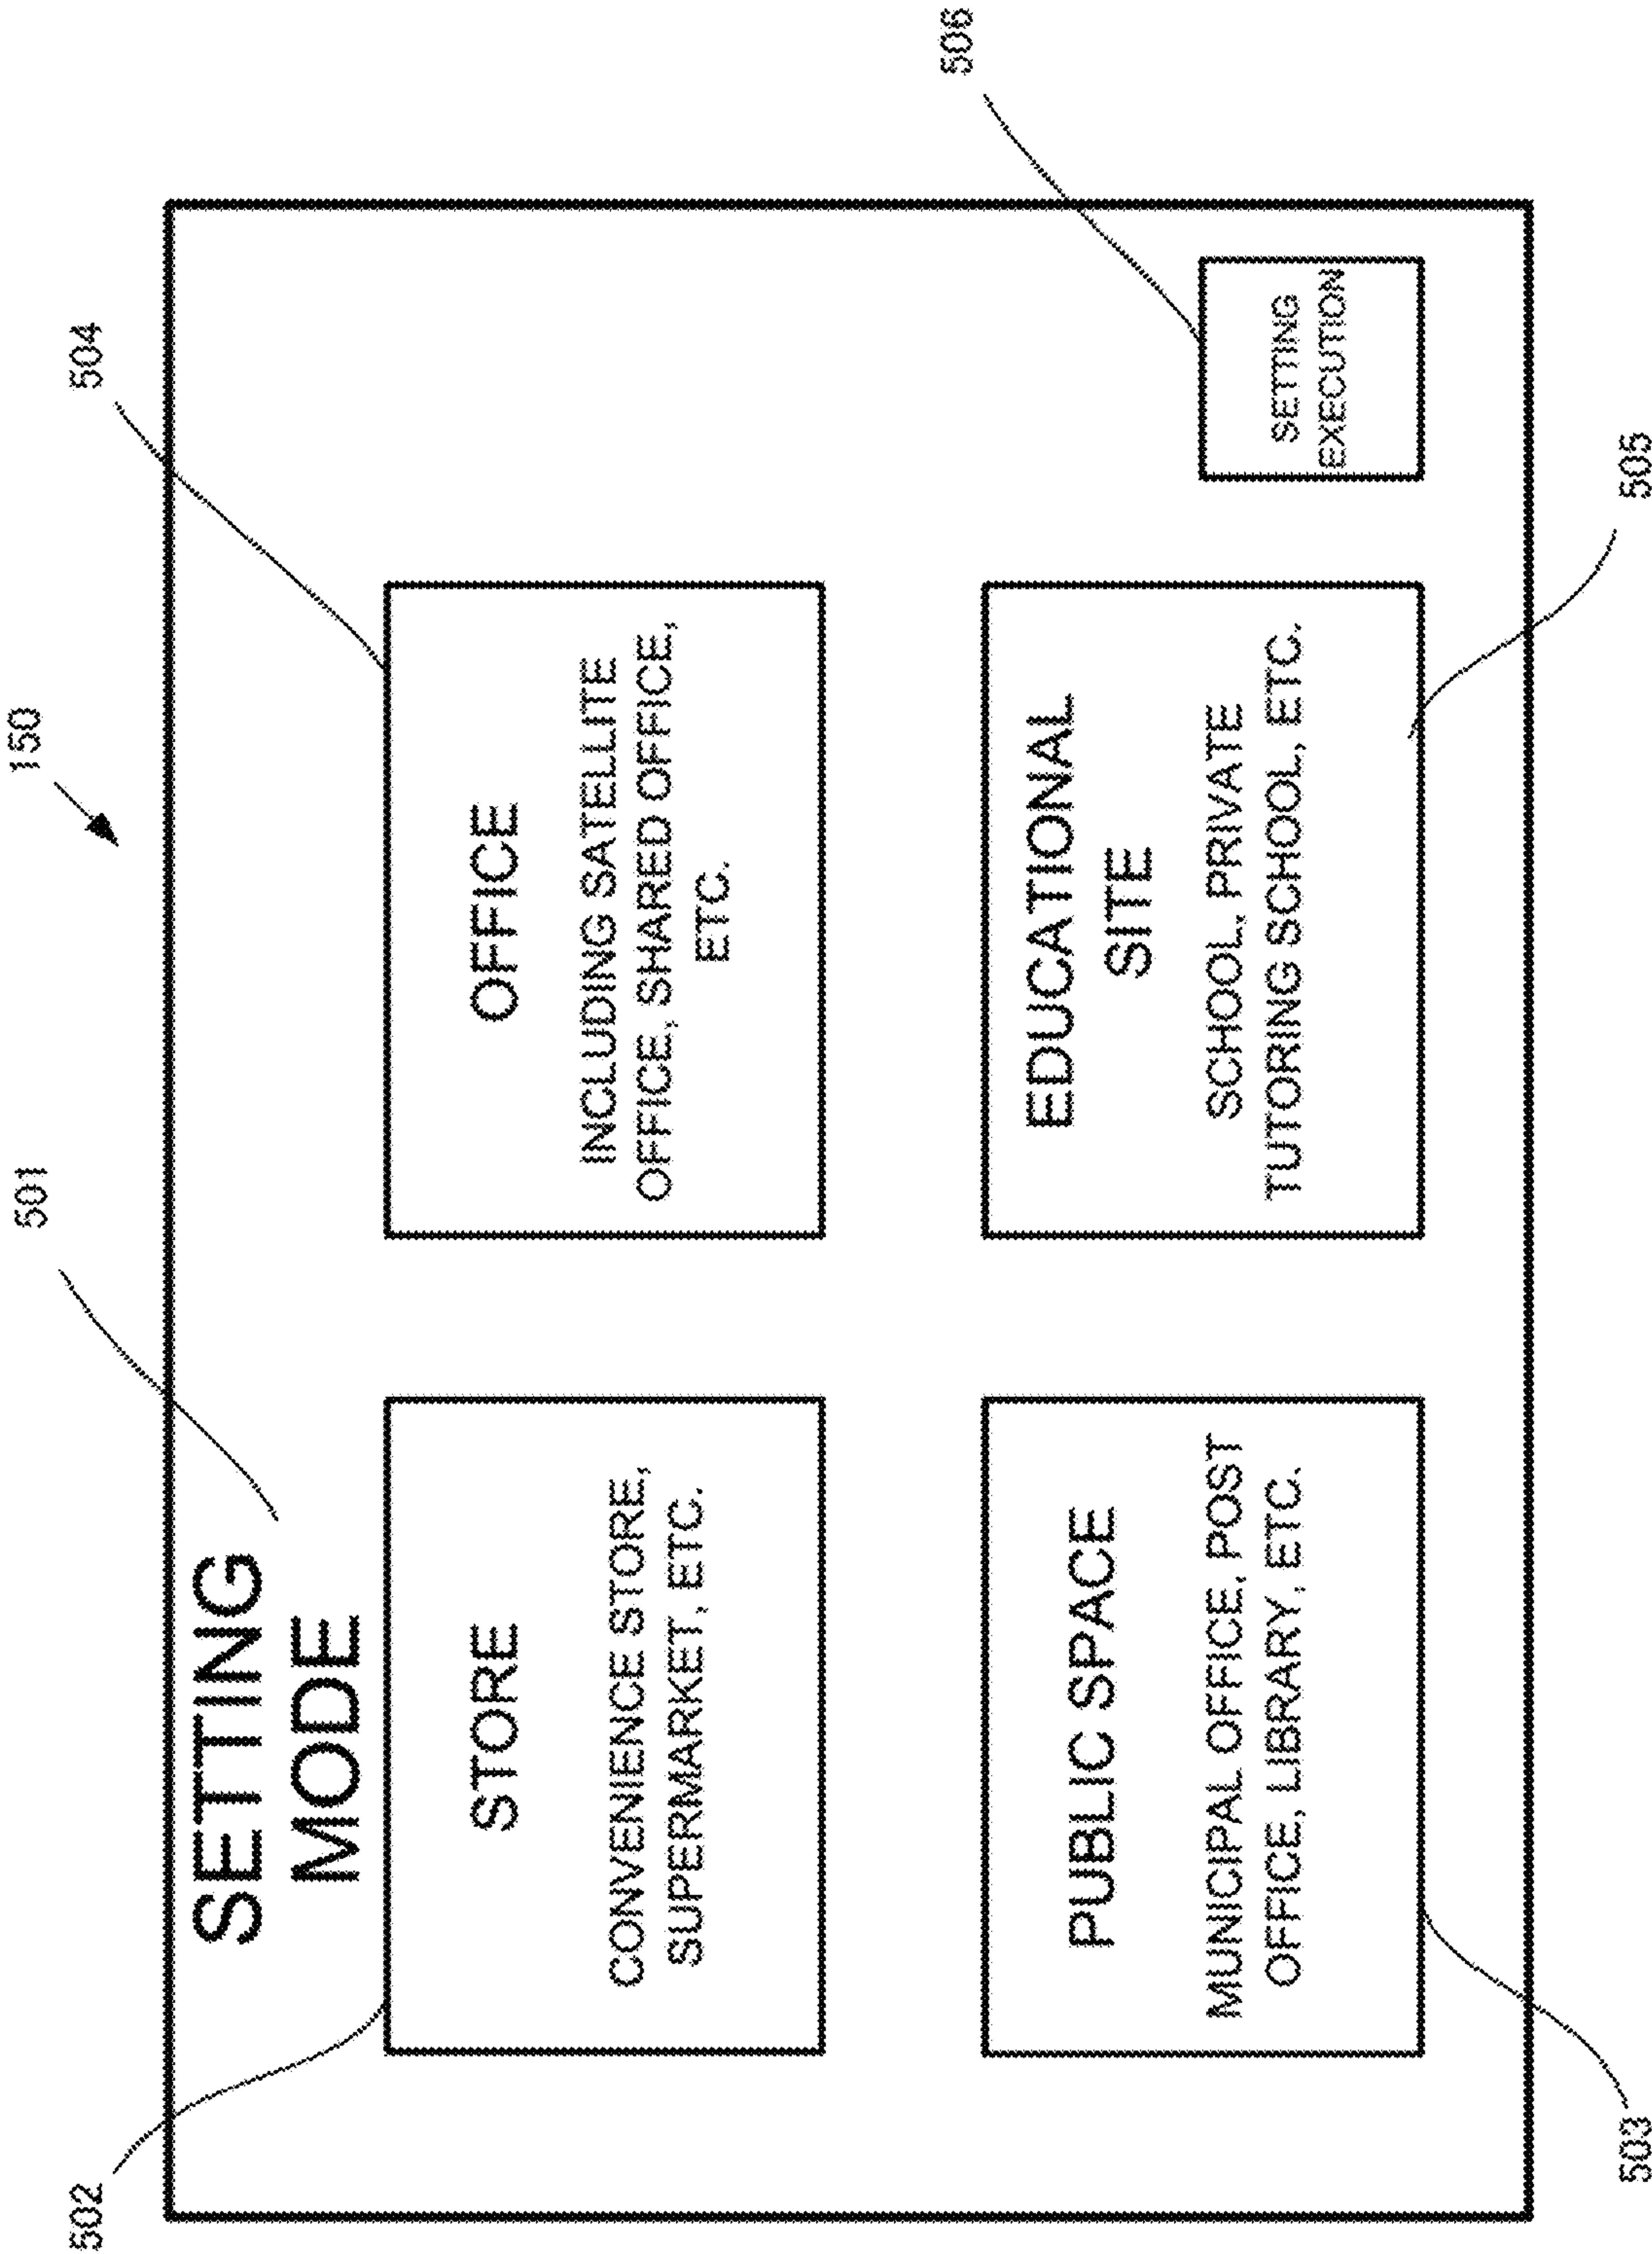 150
501
504
502
506
SETTING
MODE
STORE
CONVENIENCE STORE,
SUPERMARKET, ETC.
OFFICE
INCLUDING SATELLITE
OFFICE, SHARED OFFICE,
ETC.
PUBLIC SPACE
MUNICIPAL OFFICE, POST
OFFICE, LIBRARY, ETC.
EDUCATIONAL
SITE
SCHOOL, PRIVATE
TUTORING SCHOOL, ETC.
SETTING
EXECUTION
503
505